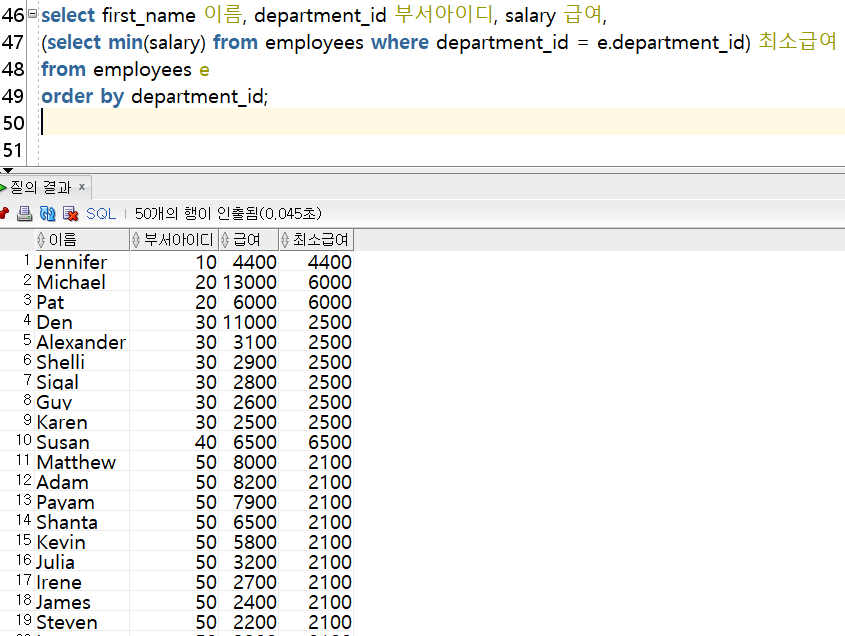 46 select first_name 이름, department_id 부서아이디, salary 급여,
47 (select min(salary) from employees where department_id = e.department_id) 최소급여
48 from employees e
49 order by department_id;
50
51
질의 결과 x
SQL | 50개의 행이 인출됨(0.045초)
이름 부서아이디 급여 최소급여
1 Jennifer 10 4400 4400
2 Michael 20 13000 6000
3 Pat 20 6000 6000
4 Den 30 11000 2500
5 Alexander 30 3100 2500
6 Shelli 30 2900 2500
7 Sigal 30 2800 2500
8 Guy 30 2600 2500
9 Karen 30 2500 2500
10 Susan 40 6500 6500
11 Matthew 50 8000 2100
12 Adam 50 8200 2100
13 Payam 50 7900 2100
14 Shanta 50 6500 2100
15 Kevin 50 5800 2100
16 Julia 50 3200 2100
17 Irene 50 2700 2100
18 James 50 2400 2100
19 Steven 50 2200 2100